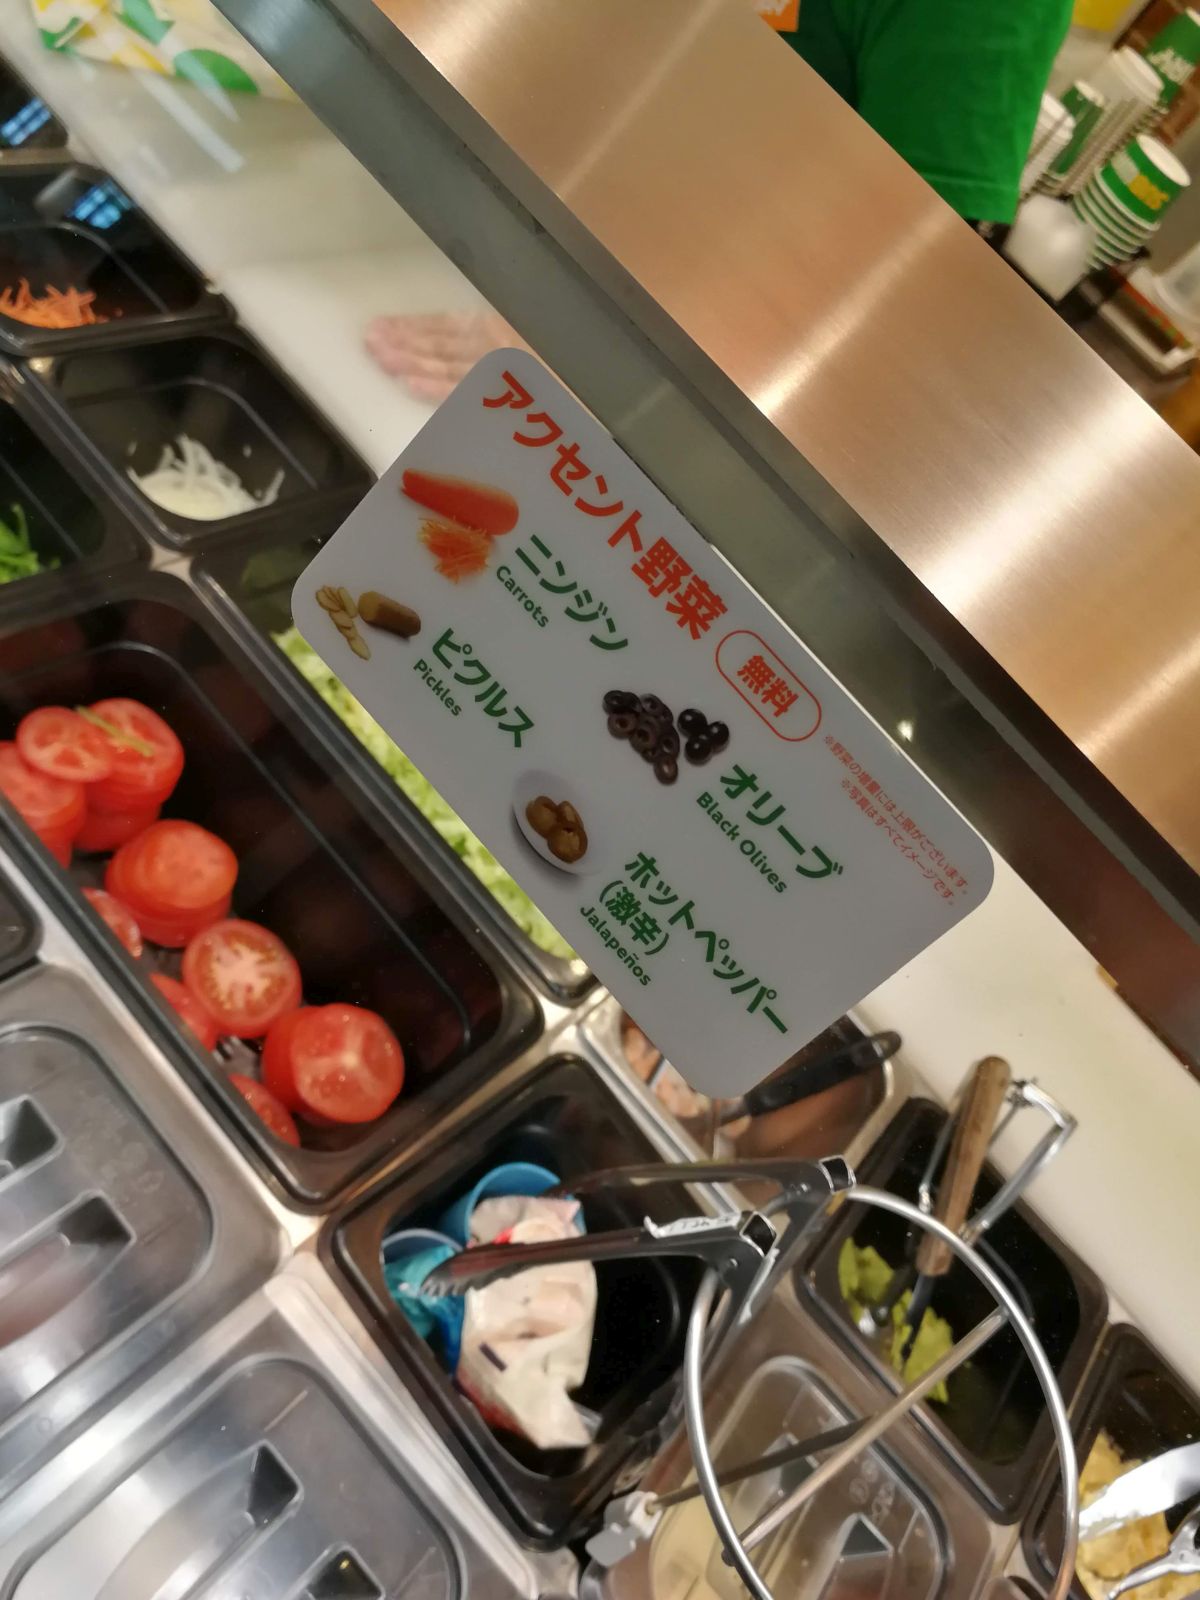 アクセント野菜 無料
※野菜の増量には上限がございます。
※写真はすべてイメージです。
ニンジン
Carrots
オリーブ
Black Olives
ピクルス
Pickles
ホットペッパー
(激辛)
Jalapeños